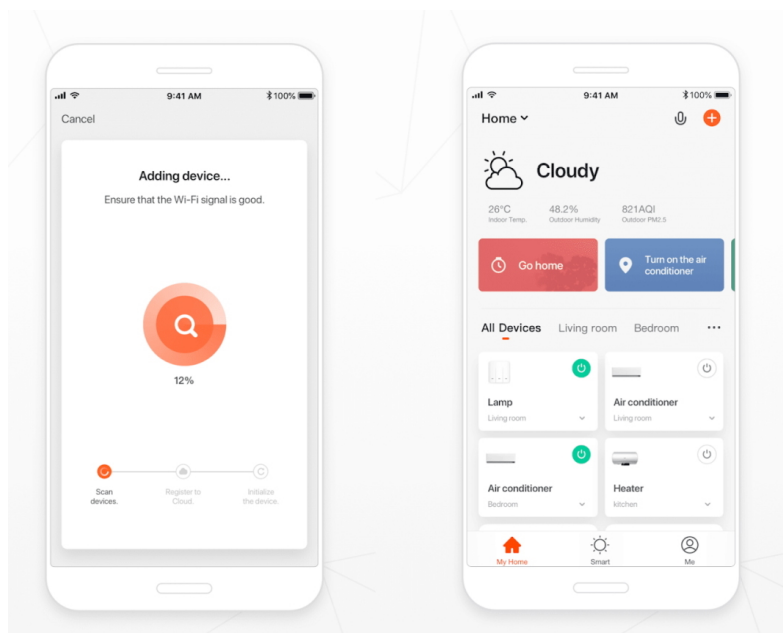 9:41 AM
100%
Cancel
Adding device...
Ensure that the Wi-Fi signal is good.
12%
Scan
devices.
Register to
Cloud.
Initialize
the device.
9:41 AM
100%
Home
Cloudy
26°C
Indoor Temp.
48.2%
Outdoor Humidity
821AQI
Outdoor PM2.5
Go home
Turn on the air
conditioner
All Devices
Living room
Bedroom
Lamp
Living room
Air conditioner
Living room
Air conditioner
Bedroom
Heater
kitchen
My Home
Smart
Me